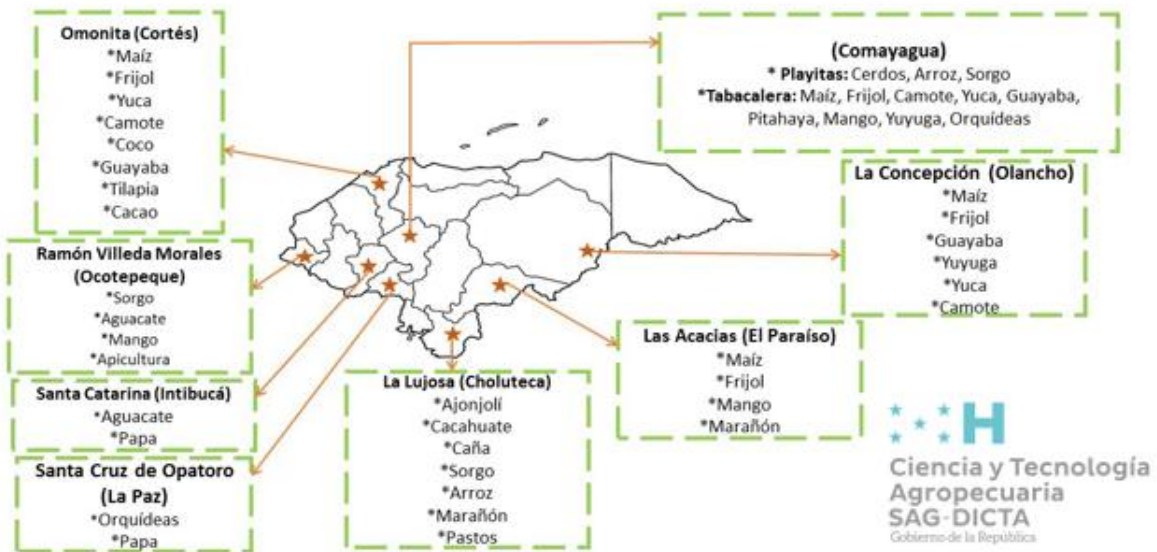 Omonita (Cortés)
*Maíz
*Frijol
*Yuca
*Camote
*Coco
*Guayaba
*Tilapia
*Cacao
(Comayagua)
* Playitas: Cerdos, Arroz, Sorgo
*Tabacalera: Maíz, Frijol, Camote, Yuca, Guayaba,
Pitahaya, Mango, Yuyuga, Orquídeas
La Concepción (Olancho)
*Maíz
*Frijol
*Guayaba
*Yuyuga
*Yuca
*Camote
Ramón Villeda Morales
(Ocotepeque)
*Sorgo
*Aguacate
*Mango
*Apicultura
Las Acacias (El Paraíso)
*Maíz
*Frijol
*Mango
*Marañón
Santa Catarina (Intibucá)
*Aguacate
*Papa
La Lujosa (Choluteca)
*Ajonjolí
*Cacahuate
*Caña
*Sorgo
*Arroz
*Marañón
*Pastos
Santa Cruz de Opatoro
(La Paz)
*Orquídeas
*Papa
H
Ciencia y Tecnología
Agropecuaria
SAG-DICTA
Gobierno de la República